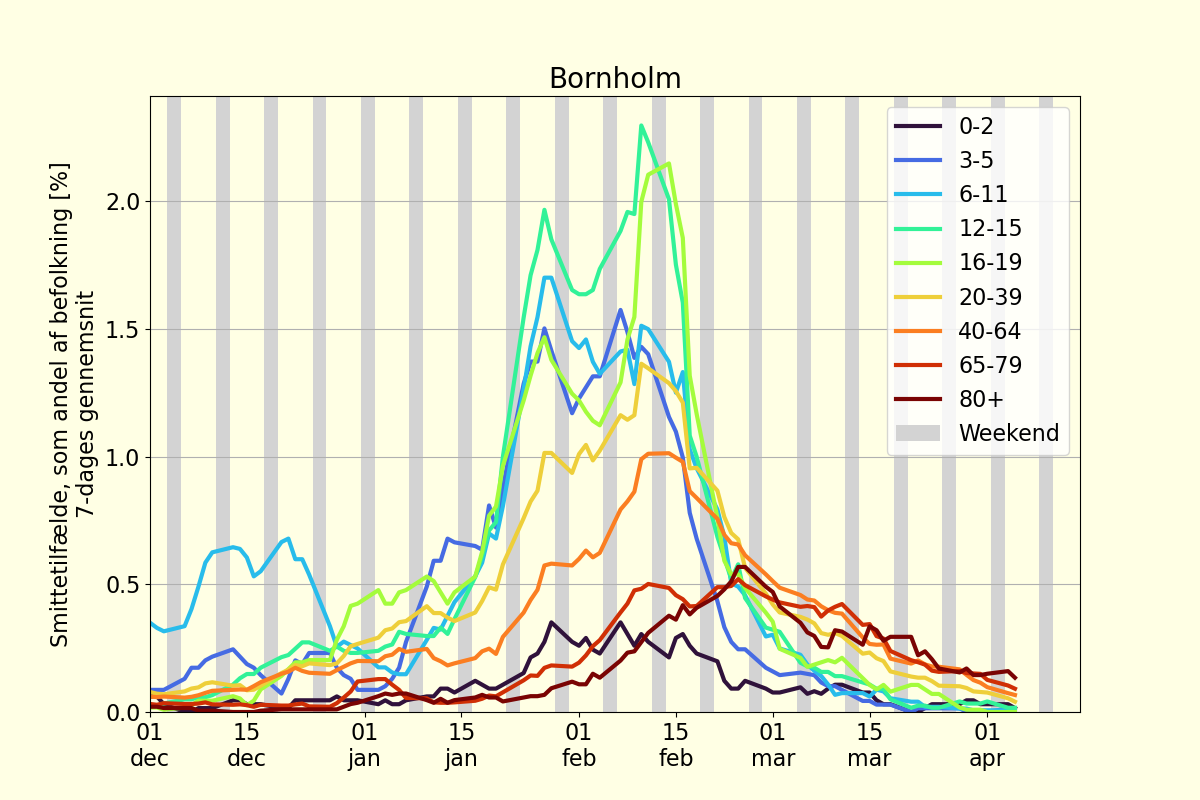 Bornholm
Smittetilfælde, som andel af befolkning [%]
7-dages gennemsnit
2.0
1.5
1.0
0.5
0.0
0-2
3-5
6-11
12-15
16-19
20-39
40-64
65-79
80+
Weekend
01 15 01 15 01 15 01 15 01
dec dec jan jan feb feb mar mar apr